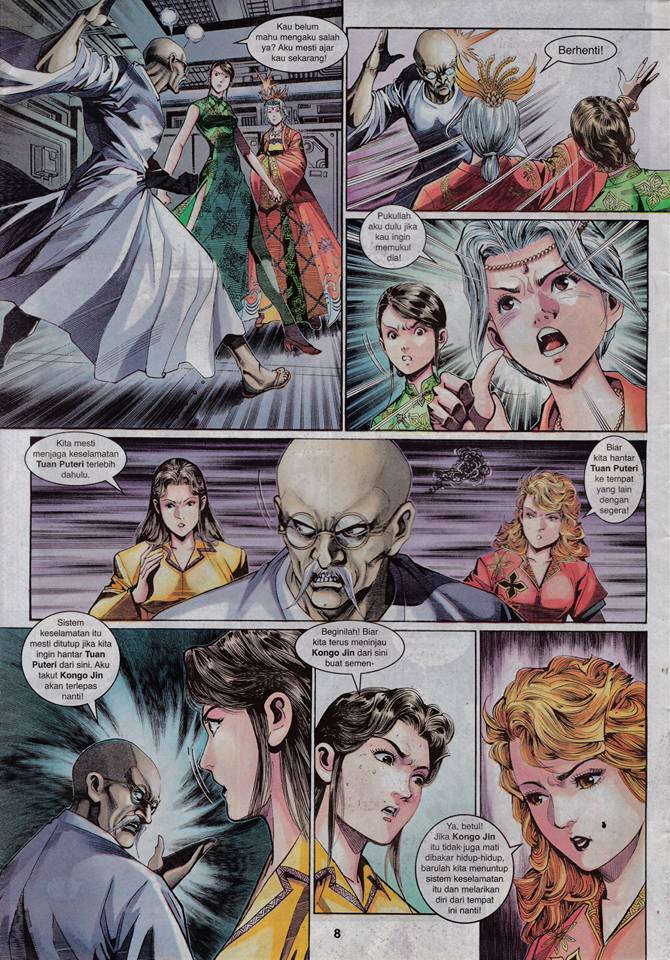 Kau belum
mahu mengaku salah
ya? Aku mesti ajar
kau sekarang!
Berhenti!
Pukullah
aku dulu jika
kau ingin
memukul
dia!
Kita mesti
menjaga keselamatan
Tuan Puteri terlebih
dahulu.
Biar
kita hantar
Tuan Puteri
ke tempat
yang lain
dengan
segera!
Sistem
keselamatan itu
mesti ditutup jika kita
ingin hantar Tuan
Puteri dari sini. Aku
takut Kongo Jin
akan terlepas
nanti!
Beginilah! Biar
kita terus meninjau
Kongo Jin dari sini
buat semen-
Ya, betul!
Jika Kongo Jin
itu tidak juga mati
dibakar hidup-hidup,
barulah kita menuntup
sistem keselamatan
itu dan melarikan
diri dari tempat
ini nanti!
8